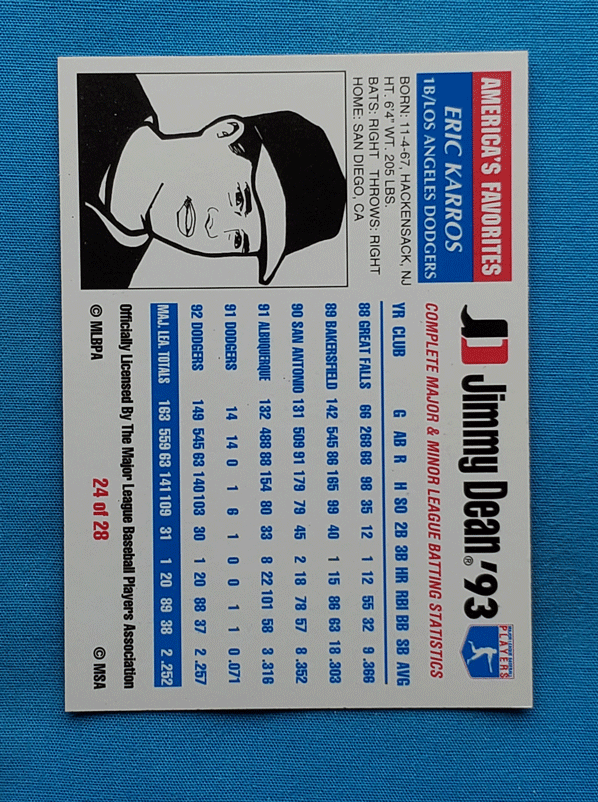 AMERICA'S FAVORITES
ERIC KARROS
1B/LOS ANGELES DODGERS
BORN: 11-4-67, HACKENSACK, NJ
HT: 6'4" WT. 205 LBS.
BATS: RIGHT THROWS: RIGHT
HOME: SAN DIEGO, CA
JD Jimmy Dean® '93
MAJOR LEAGUE BASEBALL
PLAYERS
COMPLETE MAJOR & MINOR LEAGUE BATTING STATISTICS
YR CLUB G AB R H SO 2B 3B HR RBI BB SB AVG
88 GREAT FALLS 66 268 68 98 35 12 1 12 55 32 9 .366
89 BAKERSFIELD 142 545 86 165 99 40 1 15 86 63 18 .303
90 SAN ANTONIO 131 509 91 179 79 45 2 18 78 57 8 .352
91 ALBUQUERQUE 132 488 88 154 80 33 8 22 101 58 3 .316
91 DODGERS 14 14 0 1 6 1 0 0 1 1 0 .071
92 DODGERS 149 545 63 140 103 30 1 20 88 37 2 .257
MAJ. LEA. TOTALS 163 559 63 141 109 31 1 20 89 38 2 .252
Officially Licensed By The Major League Baseball Players Association
© MLBPA 24 of 28 © MSA